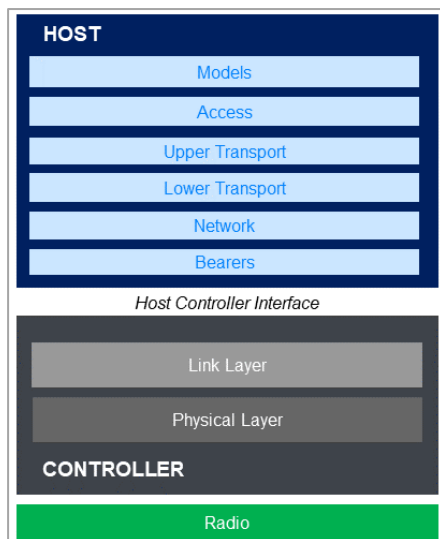 HOST
Models
Access
Upper Transport
Lower Transport
Network
Bearers
Host Controller Interface
Link Layer
Physical Layer
CONTROLLER
Radio